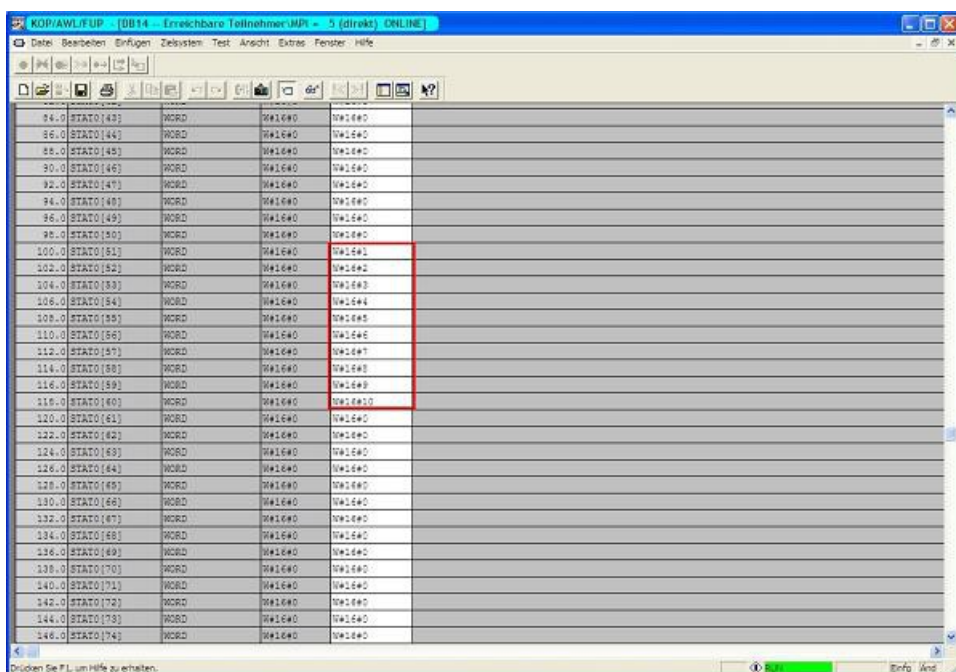 KOP/AWL/FUP - [DB14 -- Erreichbare Teilnehmer\MPI = 5 (direkt) ONLINE]
Datei Bearbeiten Einfügen Zielsystem Test Ansicht Extras Fenster Hilfe
84.0 STAT0[43] WORD W#16#0 W#16#0
86.0 STAT0[44] WORD W#16#0 W#16#0
88.0 STAT0[45] WORD W#16#0 W#16#0
90.0 STAT0[46] WORD W#16#0 W#16#0
92.0 STAT0[47] WORD W#16#0 W#16#0
94.0 STAT0[48] WORD W#16#0 W#16#0
96.0 STAT0[49] WORD W#16#0 W#16#0
98.0 STAT0[50] WORD W#16#0 W#16#0
100.0 STAT0[51] WORD W#16#0 W#16#1
102.0 STAT0[52] WORD W#16#0 W#16#2
104.0 STAT0[53] WORD W#16#0 W#16#3
106.0 STAT0[54] WORD W#16#0 W#16#4
108.0 STAT0[55] WORD W#16#0 W#16#5
110.0 STAT0[56] WORD W#16#0 W#16#6
112.0 STAT0[57] WORD W#16#0 W#16#7
114.0 STAT0[58] WORD W#16#0 W#16#8
116.0 STAT0[59] WORD W#16#0 W#16#9
118.0 STAT0[60] WORD W#16#0 W#16#10
120.0 STAT0[61] WORD W#16#0 W#16#0
122.0 STAT0[62] WORD W#16#0 W#16#0
124.0 STAT0[63] WORD W#16#0 W#16#0
126.0 STAT0[64] WORD W#16#0 W#16#0
128.0 STAT0[65] WORD W#16#0 W#16#0
130.0 STAT0[66] WORD W#16#0 W#16#0
132.0 STAT0[67] WORD W#16#0 W#16#0
134.0 STAT0[68] WORD W#16#0 W#16#0
136.0 STAT0[69] WORD W#16#0 W#16#0
138.0 STAT0[70] WORD W#16#0 W#16#0
140.0 STAT0[71] WORD W#16#0 W#16#0
142.0 STAT0[72] WORD W#16#0 W#16#0
144.0 STAT0[73] WORD W#16#0 W#16#0
146.0 STAT0[74] WORD W#16#0 W#16#0
Drücken Sie F1, um Hilfe zu erhalten. RUN Einfg Änd